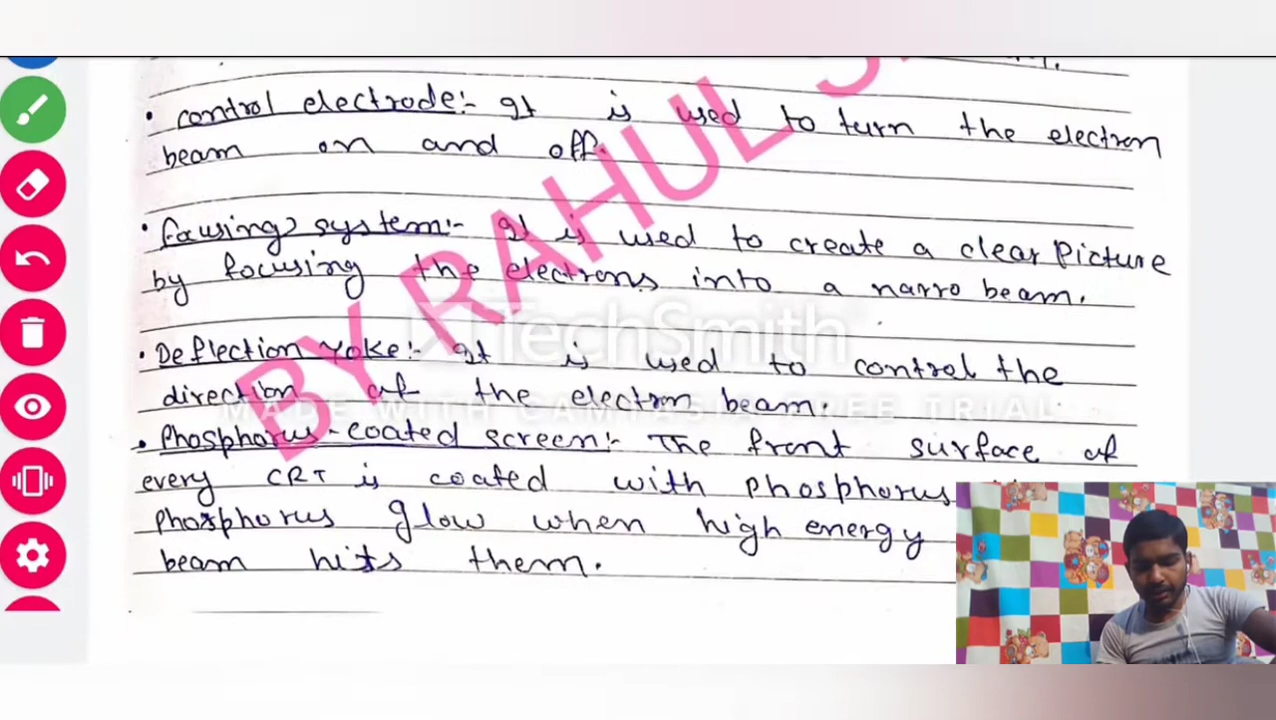 • control electrode:- It is used to turn the electron
beam on and off.
• focusing system:- It is used to create a clear Picture
by focusing the electrons into a narro beam.
• Deflection Yoke:- It is used to control the
direction of the electron beam.
• Phosphorus-coated screen:- The front surface of
every CRT is coated with phosphorus
phosphorus glow when high energy
beam hits them.
BY RAHUL
TechSmith
MADE WITH CAMTASIA FREE TRIAL